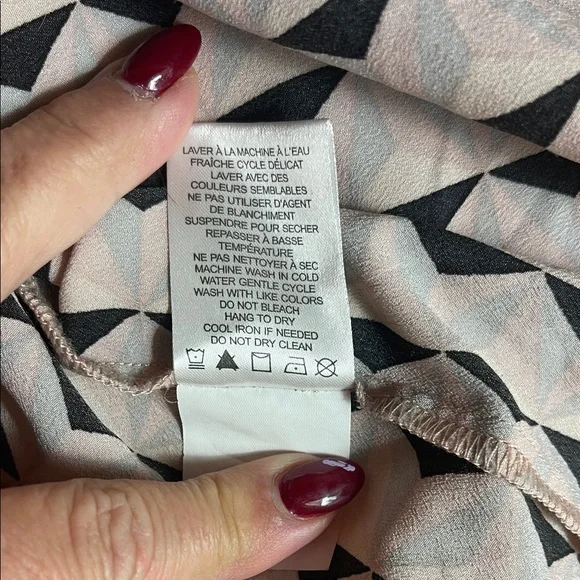 LAVER À LA MACHINE À L'EAU
FRAÎCHE CYCLE DÉLICAT
LAVER AVEC DES
COULEURS SEMBLABLES
NE PAS UTILISER D'AGENT
DE BLANCHIMENT
SUSPENDRE POUR SECHER
REPASSER À BASSE
TEMPÉRATURE
NE PAS NETTOYER À SEC
MACHINE WASH IN COLD
WATER GENTLE CYCLE
WASH WITH LIKE COLORS
DO NOT BLEACH
HANG TO DRY
COOL IRON IF NEEDED
DO NOT DRY CLEAN